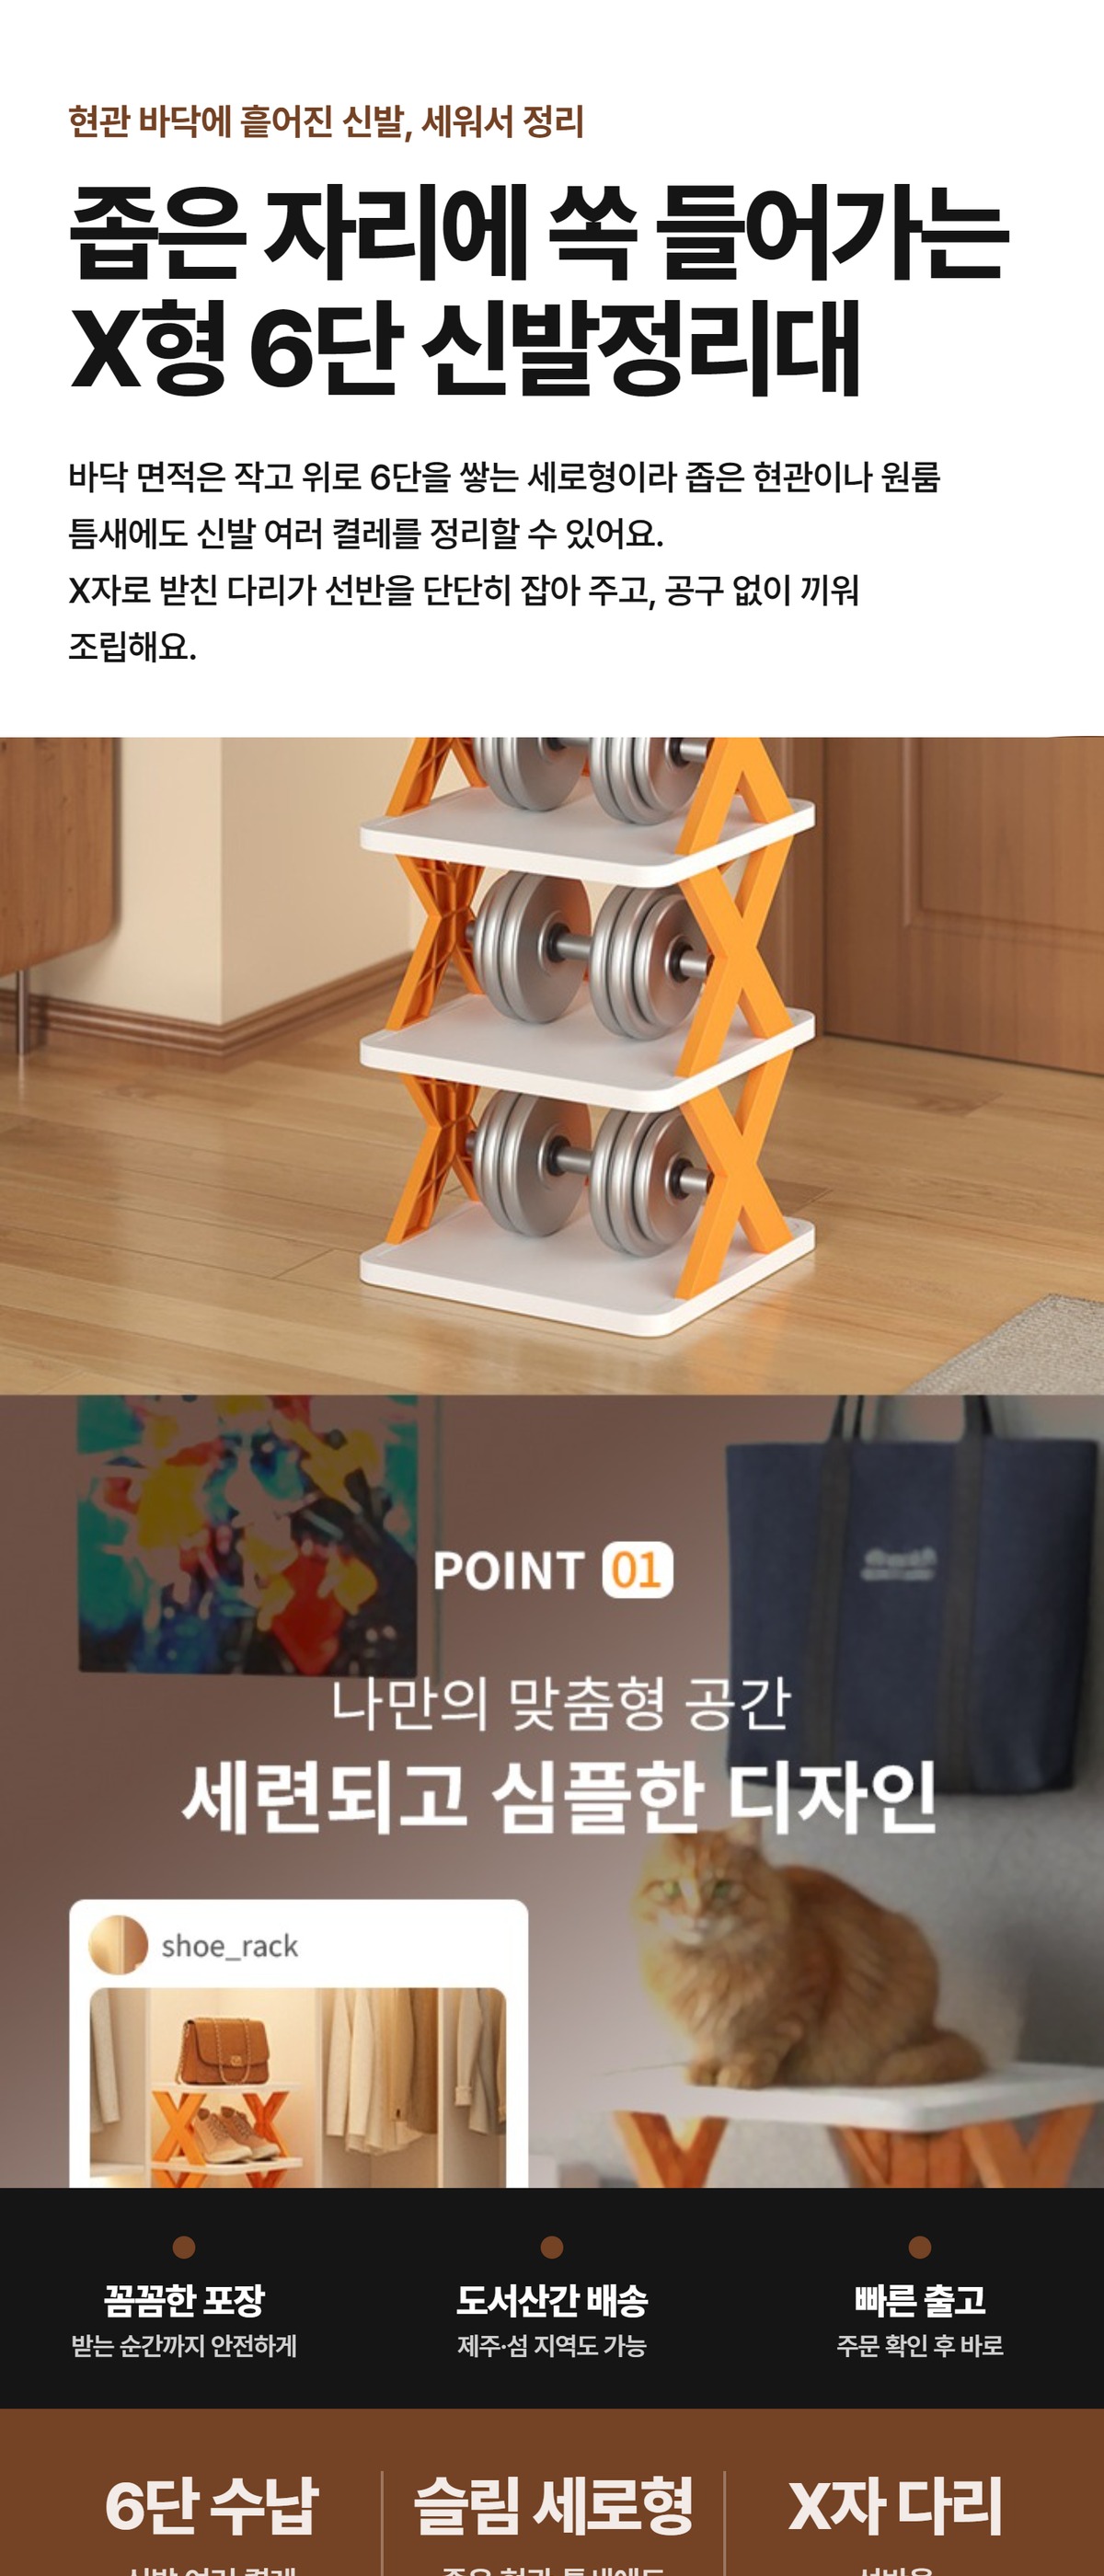 현관 바닥에 흩어진 신발, 세워서 정리
좁은 자리에 쏙 들어가는
X형 6단 신발정리대
바닥 면적은 작고 위로 6단을 쌓는 세로형이라 좁은 현관이나 원룸
틈새에도 신발 여러 켤레를 정리할 수 있어요.
X자로 받친 다리가 선반을 단단히 잡아 주고, 공구 없이 끼워
조립해요.
POINT 01
나만의 맞춤형 공간
세련되고 심플한 디자인
shoe_rack
꼼꼼한 포장
받는 순간까지 안전하게
도서산간 배송
제주·섬 지역도 가능
빠른 출고
주문 확인 후 바로
6단 수납
슬림 세로형
X자 다리